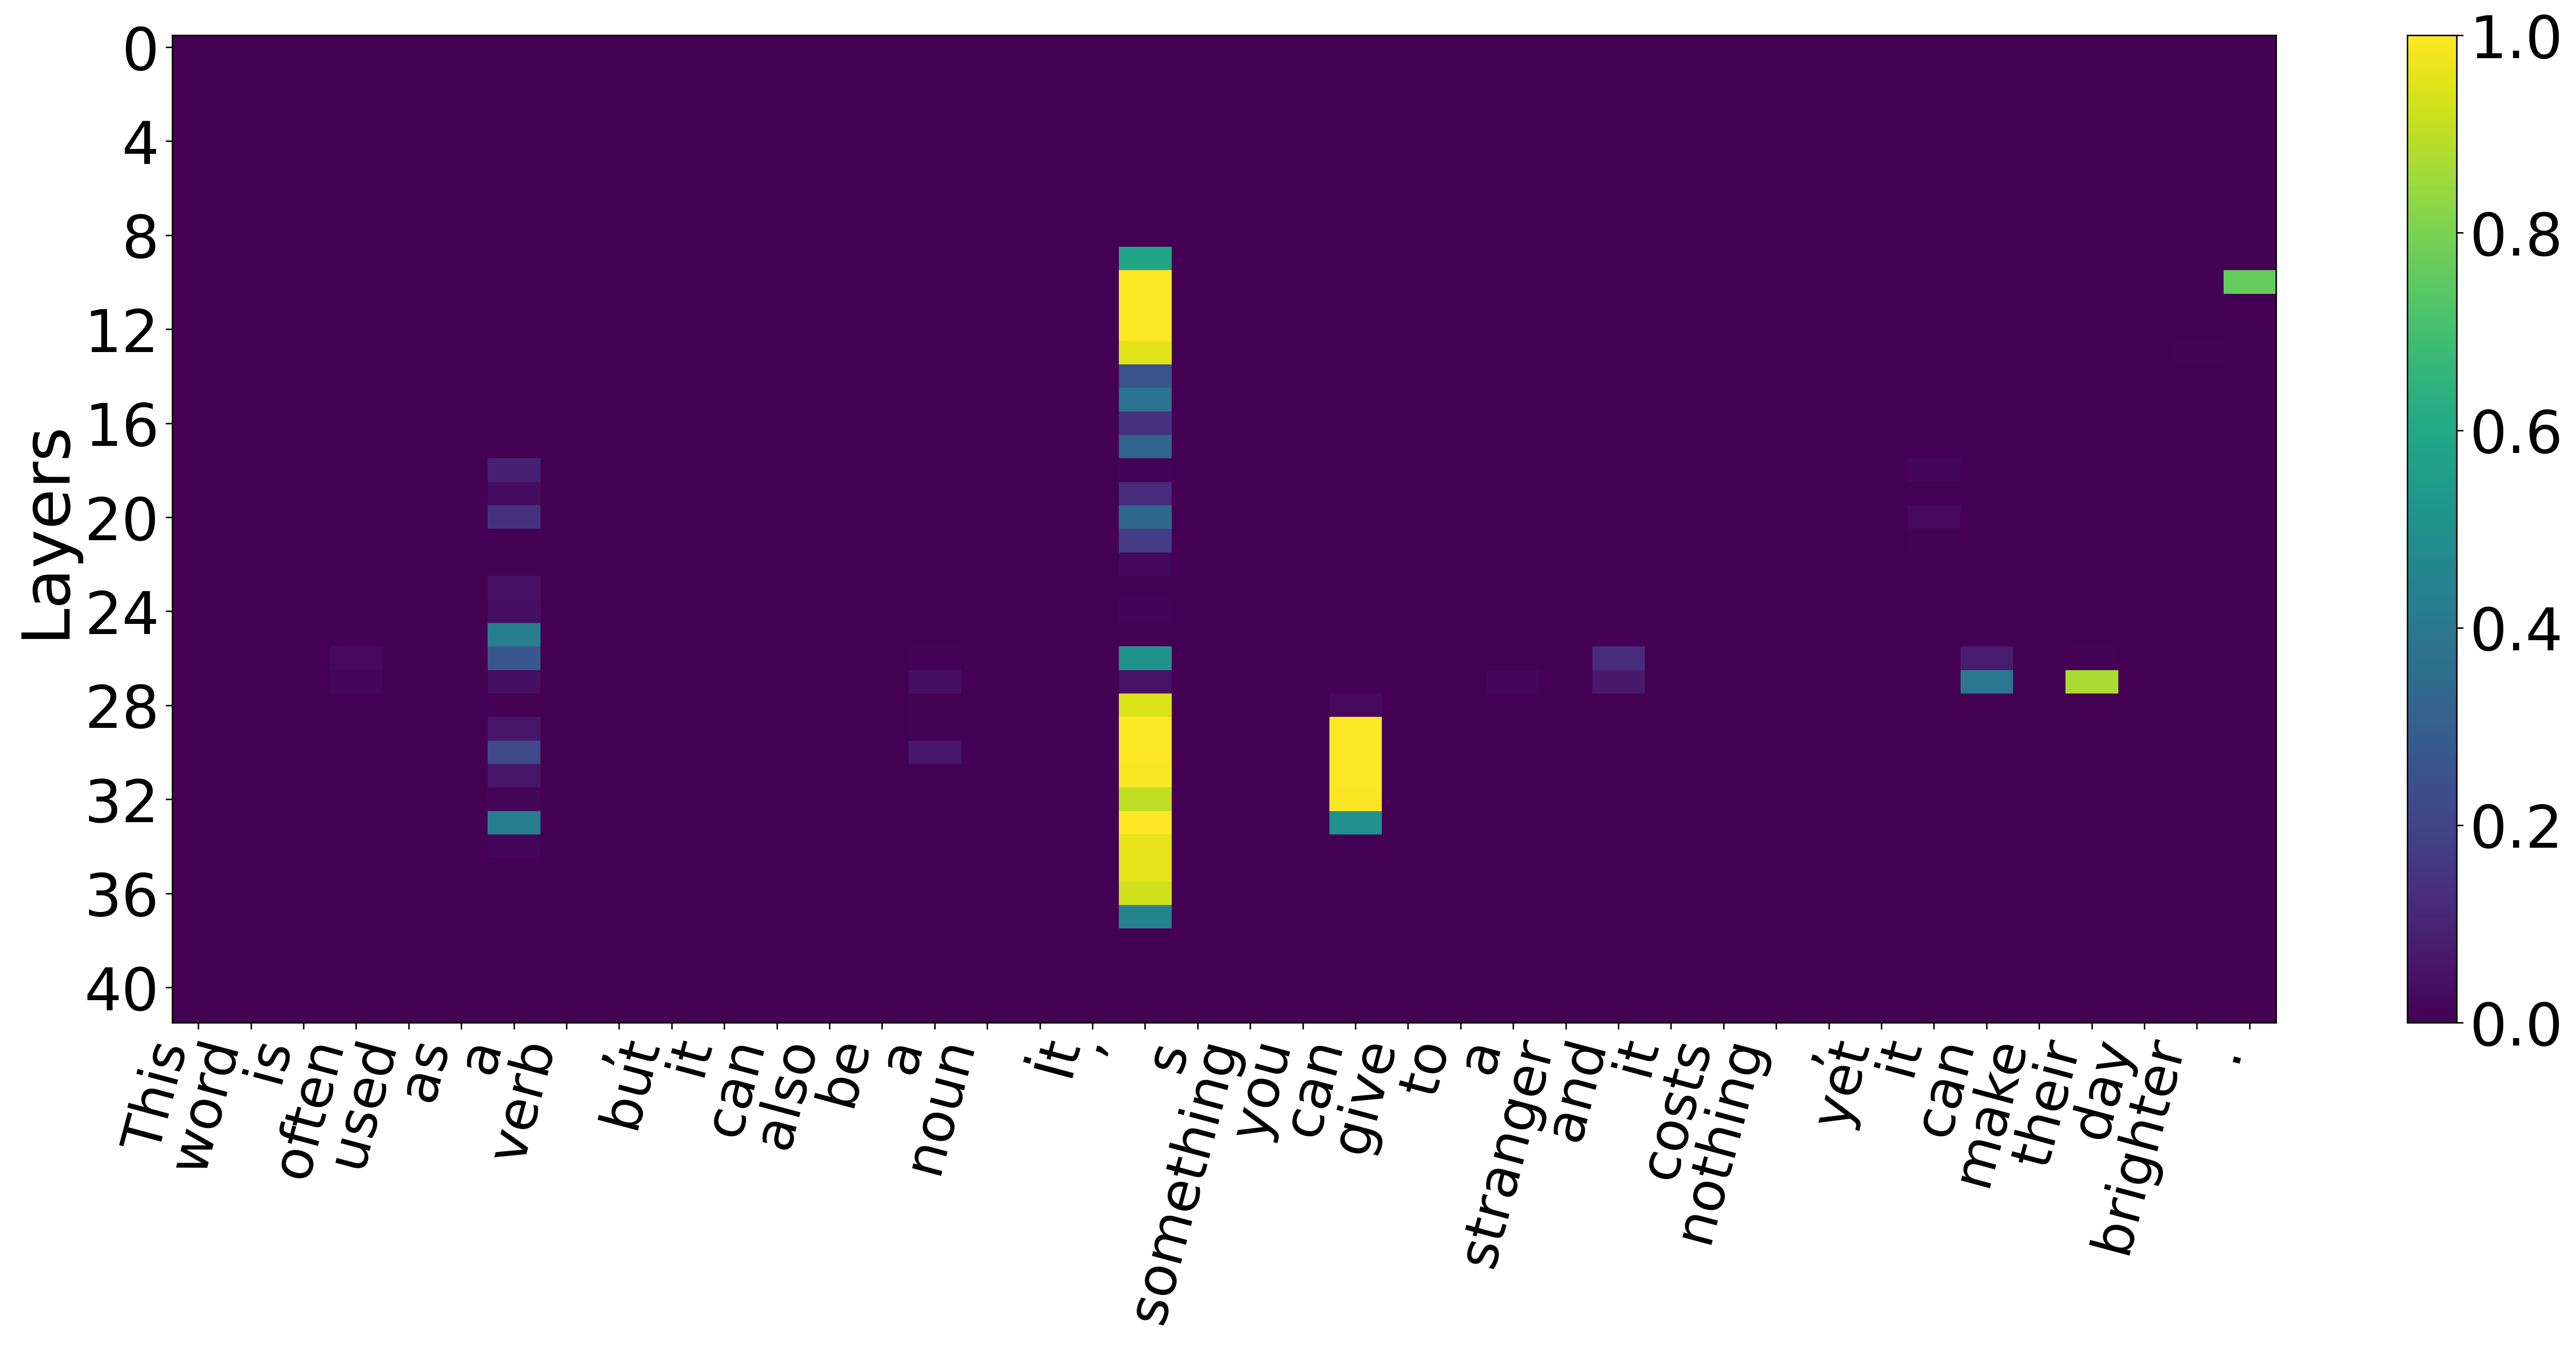 0
4
8
12
16
20
24
28
32
36
40
Layers
This
word
is
often
used
as
a
verb
,
but
it
can
also
be
a
noun
.
it
’
s
something
you
can
give
to
a
stranger
and
it
costs
nothing
,
yet
it
can
make
their
day
brighter
.
1.0
0.8
0.6
0.4
0.2
0.0